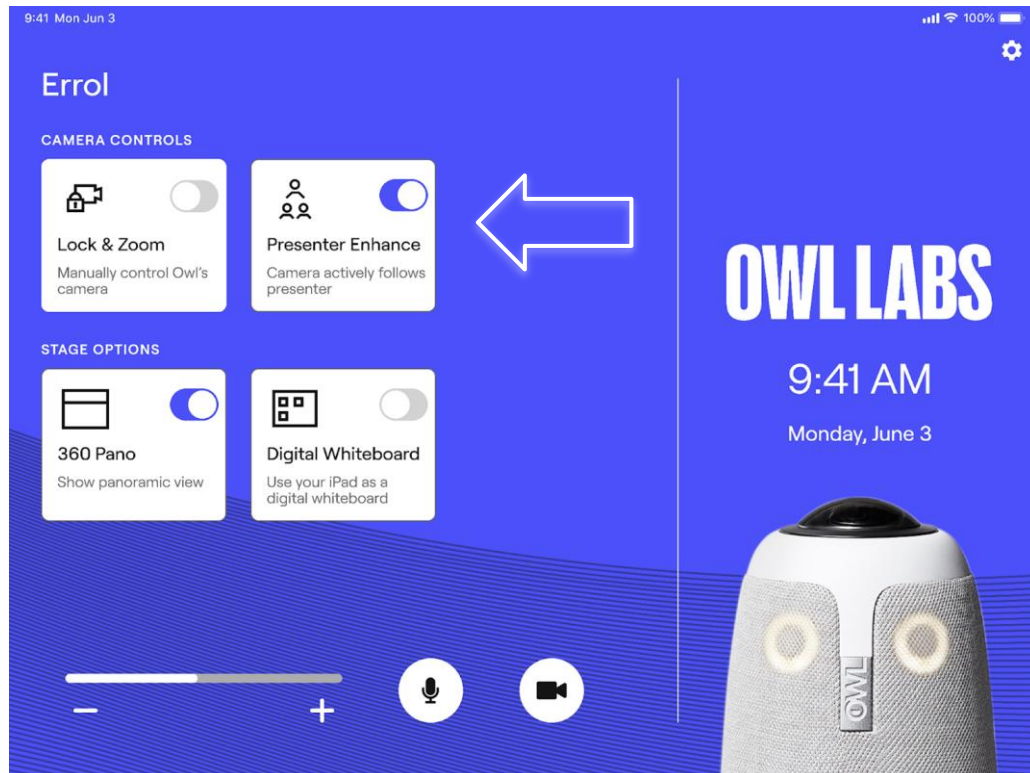 9:41 Mon Jun 3
100%
Errol
CAMERA CONTROLS
Lock & Zoom
Manually control Owl's
camera
Presenter Enhance
Camera actively follows
presenter
STAGE OPTIONS
360 Pano
Show panoramic view
Digital Whiteboard
Use your iPad as a
digital whiteboard
OWL LABS
9:41 AM
Monday, June 3
OWL